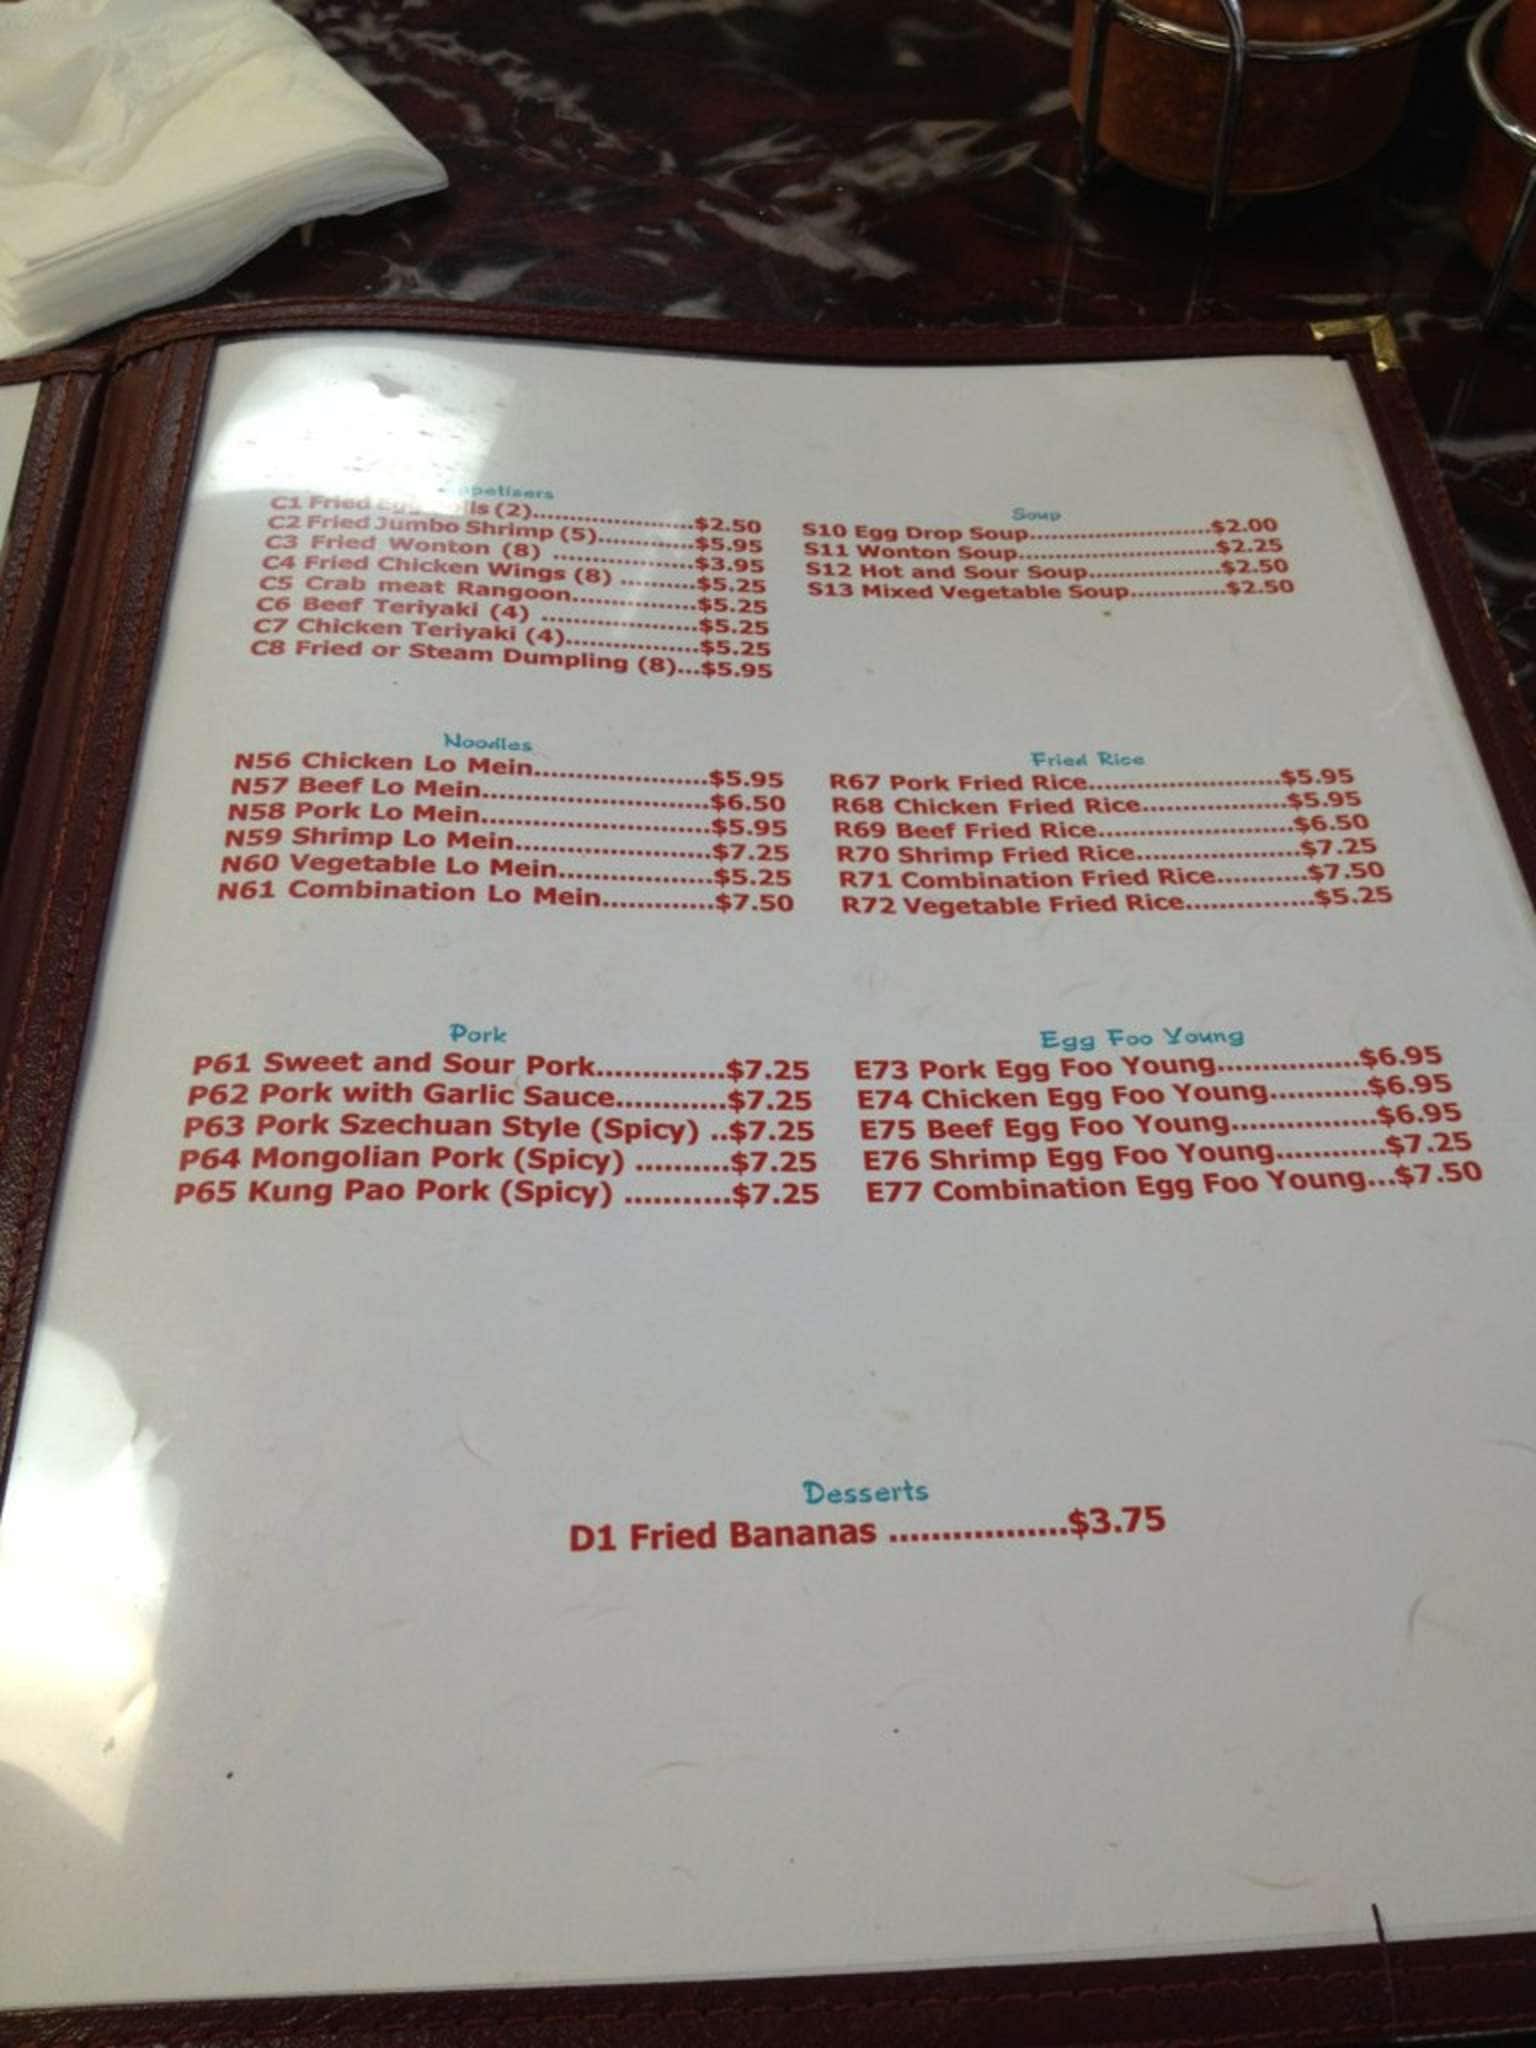 C1 Fried (2).......................$2.50
C2 Fried Jumbo Shrimp (5)..............$5.95
C3 Fried Wonton (8) ....................$3.95
C4 Fried Chicken Wings (8) ..........$5.25
C5 Crab meat Rangoon.................$5.25
C6 Beef Teriyaki (4) ......................$5.25
C7 Chicken Teriyaki (4)..................$5.25
C8 Fried or Steam Dumpling (8)...$5.95
Soup
S10 Egg Drop Soup.........................$2.00
S11 Wonton Soup...........................$2.25
S12 Hot and Sour Soup..................$2.50
S13 Mixed Vegetable Soup.............$2.50
Noodles
N56 Chicken Lo Mein.....................$5.95
N57 Beef Lo Mein............................$6.50
N58 Pork Lo Mein............................$5.95
N59 Shrimp Lo Mein.......................$7.25
N60 Vegetable Lo Mein..................$5.25
N61 Combination Lo Mein.............$7.50
Fried Rice
R67 Pork Fried Rice.......................$5.95
R68 Chicken Fried Rice.................$5.95
R69 Beef Fried Rice.......................$6.50
R70 Shrimp Fried Rice...................$7.25
R71 Combination Fried Rice..........$7.50
R72 Vegetable Fried Rice..............$5.25
Pork
P61 Sweet and Sour Pork..............$7.25
P62 Pork with Garlic Sauce............$7.25
P63 Pork Szechuan Style (Spicy) ..$7.25
P64 Mongolian Pork (Spicy) ..........$7.25
P65 Kung Pao Pork (Spicy) ...........$7.25
Egg Foo Young
E73 Pork Egg Foo Young................$6.95
E74 Chicken Egg Foo Young...........$6.95
E75 Beef Egg Foo Young................$6.95
E76 Shrimp Egg Foo Young............$7.25
E77 Combination Egg Foo Young...$7.50
Desserts
D1 Fried Bananas .................$3.75